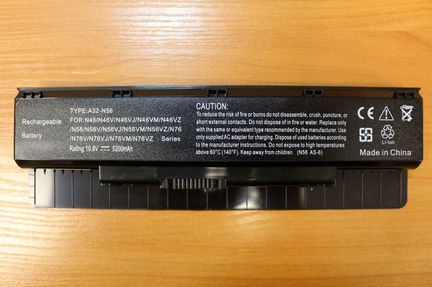 Rechargeable
Battery
TYPE:A32-N56
FOR:N46/N46V/N46VJ/N46VM/N46VZ
/N56/N56V/N56VJ/N56VM/N56VZ/N76
/N76V/N76VJ/N76VM/N76VZ Series
Rating:10.8V ⎓ 5200mAh
CAUTION:
To reduce the risk of fire or burns do not disassemble, crush, puncture, or
short external contacts. Do not dispose of in fire or water. Replace only
with the same or equivalent type recommended by the Manufacturer. Use
only supplied AC adapter for charging. Dispose of used batteries according
to the manufacturer's instructions. Do not expose to high temperatures
above 60°C (140°F). Keep away from children. (N56 AS-6)
CE
Li-ion
Made in China